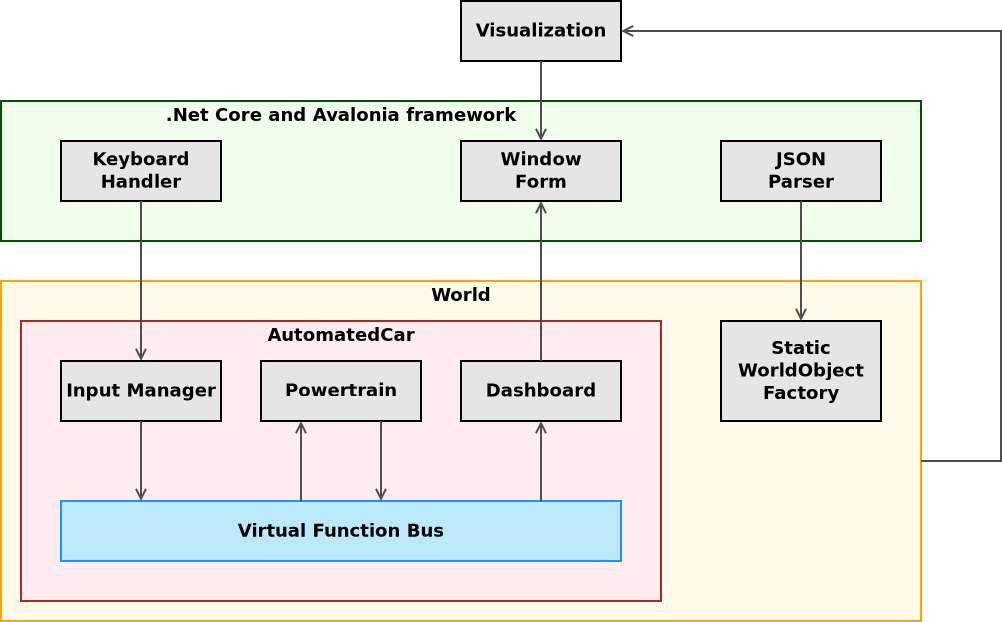 Visualization
.Net Core and Avalonia framework
Keyboard
Handler
Window
Form
JSON
Parser
World
AutomatedCar
Input Manager
Powertrain
Dashboard
Static
WorldObject
Factory
Virtual Function Bus